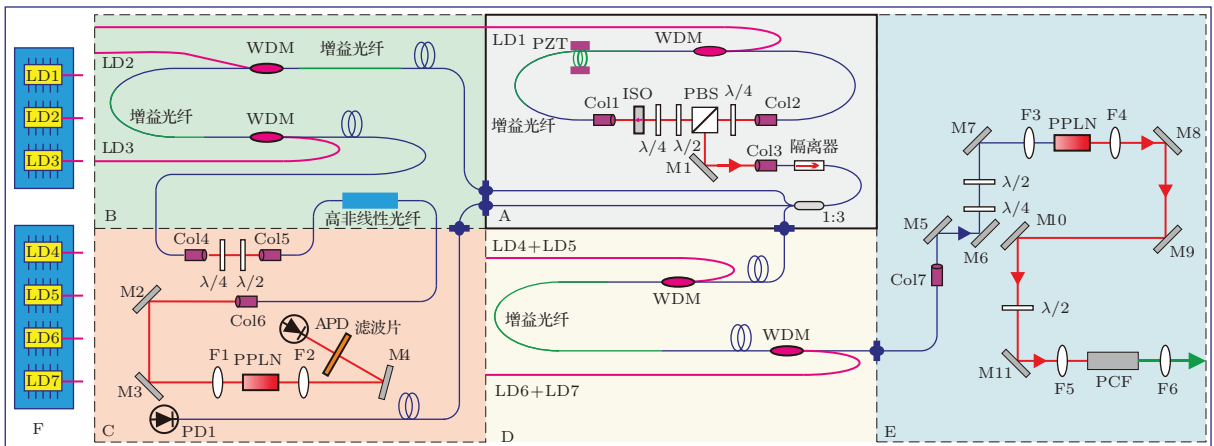 LD1
LD2
LD3
LD4
LD5
LD6
LD7
F
LD2
WDM
增益光纤
增益光纤
WDM
LD3
高非线性光纤
B
LD1
PZT
WDM
增益光纤
Col1
ISO
λ/4
λ/2
PBS
λ/4
Col2
M1
Col3
隔离器
1:3
A
Col4
λ/4
λ/2
Col5
M2
Col6
APD
滤波片
M3
F1
PPLN
F2
M4
PD1
C
LD4+LD5
WDM
增益光纤
WDM
LD6+LD7
D
M7
F3
PPLN
F4
M8
λ/2
λ/4
M5
M6
M10
M9
Col7
λ/2
M11
F5
PCF
F6
E